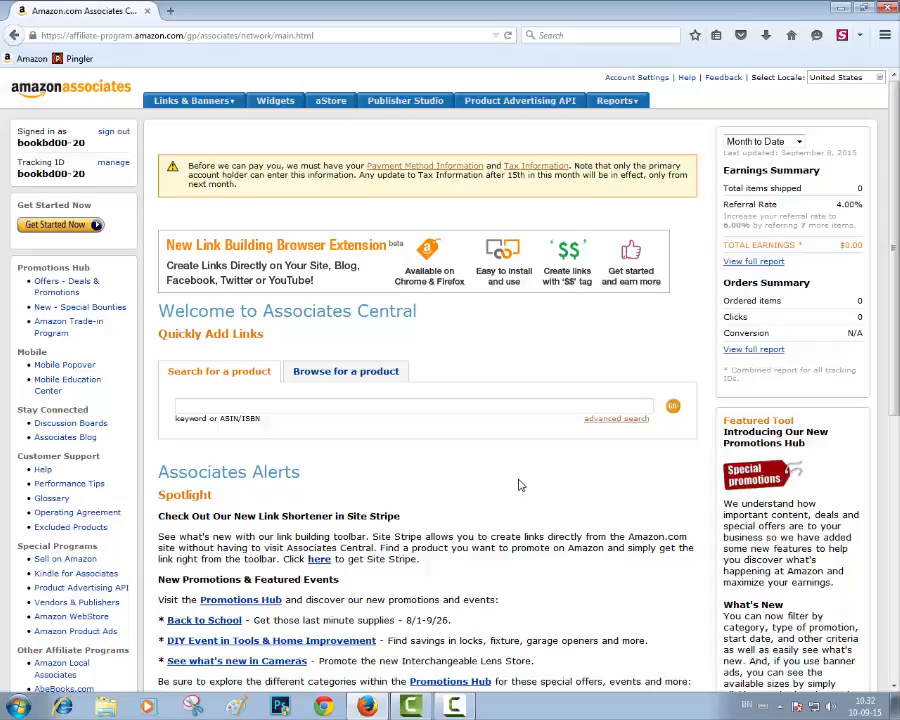 Amazon.com Associates C...
https://affiliate-program.amazon.com/gp/associates/network/main.html
Search
Amazon
Pingler
amazonassociates
Account Settings | Help | Feedback | Select Locale: United States
Links & Banners
Widgets
aStore
Publisher Studio
Product Advertising API
Reports
Signed in as sign out
bookbd00-20
Tracking ID manage
bookbd00-20
Get Started Now
Get Started Now
Promotions Hub
Offers - Deals &
Promotions
New - Special Bounties
Amazon Trade-in
Program
Mobile
Mobile Popover
Mobile Education
Center
Stay Connected
Discussion Boards
Associates Blog
Customer Support
Help
Performance Tips
Glossary
Operating Agreement
Excluded Products
Special Programs
Sell on Amazon
Kindle for Associates
Product Advertising API
Vendors & Publishers
Amazon WebStore
Amazon Product Ads
Other Affiliate Programs
Amazon Local
Associates
AbeBooks.com
Before we can pay you, we must have your Payment Method Information and Tax Information. Note that only the primary
account holder can enter this information. Any update to Tax Information after 15th in this month will be in effect, only from
next month.
New Link Building Browser Extension beta
Create Links Directly on Your Site, Blog,
Facebook, Twitter or YouTube!
Available on
Chrome & Firefox
Easy to install
and use
$$
Create links
with '$$' tag
Get started
and earn more
Welcome to Associates Central
Quickly Add Links
Search for a product
Browse for a product
GO
keyword or ASIN/ISBN
advanced search
Associates Alerts
Spotlight
Check Out Our New Link Shortener in Site Stripe
See what's new with our link building toolbar. Site Stripe allows you to create links directly from the Amazon.com
site without having to visit Associates Central. Find a product you want to promote on Amazon and simply get the
link right from the toolbar. Click here to get Site Stripe.
New Promotions & Featured Events
Visit the Promotions Hub and discover our new promotions and events:
* Back to School - Get those last minute supplies - 8/1-9/26.
* DIY Event in Tools & Home Improvement - Find savings in locks, fixture, garage openers and more.
* See what's new in Cameras - Promote the new Interchangeable Lens Store.
Be sure to explore the different categories within the Promotions Hub for these special offers, events and more:
Month to Date
Last updated: September 8, 2015
Earnings Summary
Total items shipped 0
Referral Rate 4.00%
Increase your referral rate to
6.00% by referring 7 more items.
TOTAL EARNINGS * $0.00
View full report
Orders Summary
Ordered items 0
Clicks 0
Conversion N/A
View full report
* Combined report for all tracking
IDs.
Featured Tool
Introducing Our New
Promotions Hub
Special
promotions
We understand how
important content, deals and
special offers are to your
business so we have added
some new features to help
you discover what's
happening at Amazon and
maximize your earnings.
What's New
You can now filter by
category, type of promotion,
start date, and other criteria
as well as easily see what's
available. And, if you use
banner ads, you can see the
available sizes directly in any
BN
10.32
10-09-15